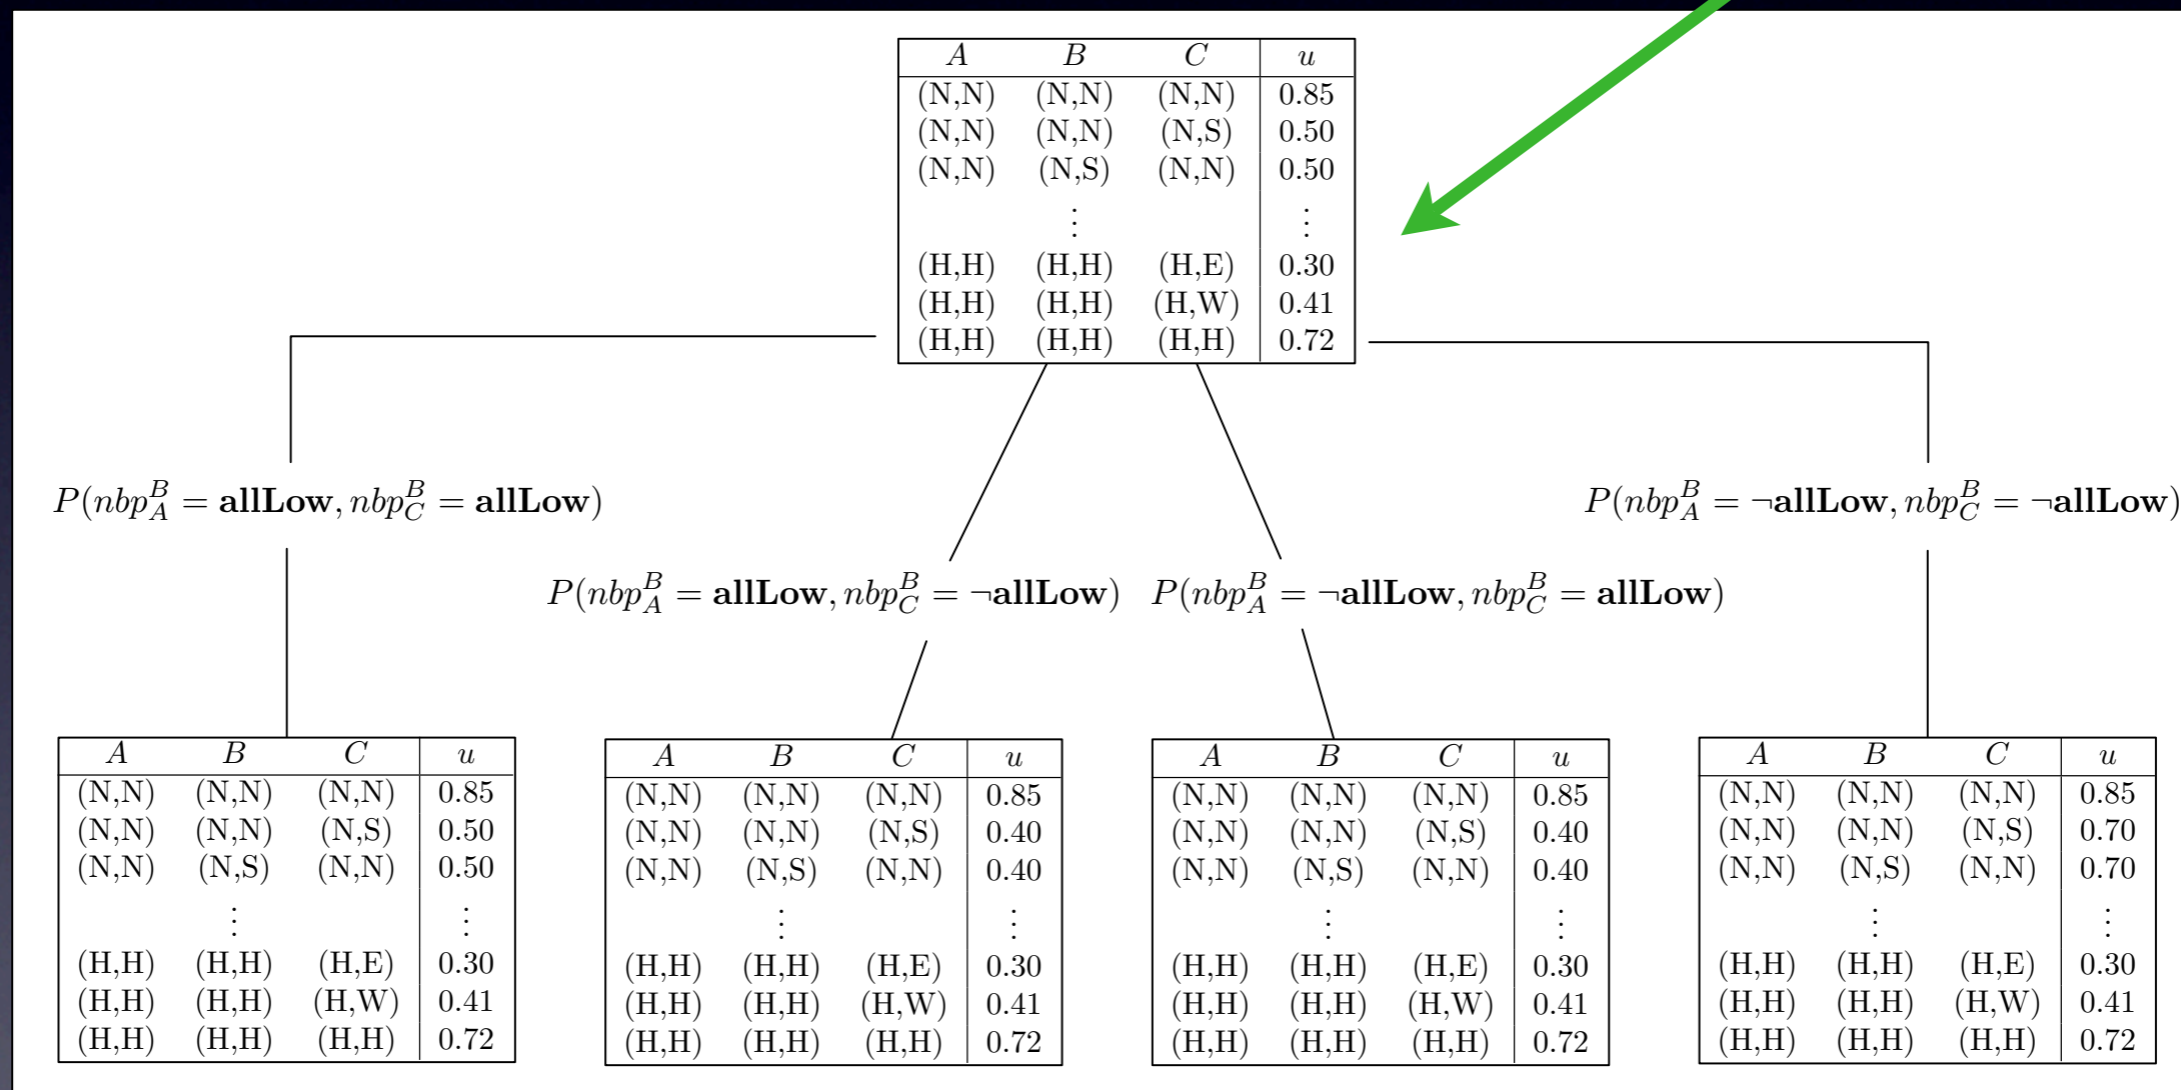 A B C u
(N,N) (N,N) (N,N) 0.85
(N,N) (N,N) (N,S) 0.50
(N,N) (N,S) (N,N) 0.50
⋮ ⋮
(H,H) (H,H) (H,E) 0.30
(H,H) (H,H) (H,W) 0.41
(H,H) (H,H) (H,H) 0.72
P(nbp_A^B = allLow, nbp_C^B = allLow)
P(nbp_A^B = ¬allLow, nbp_C^B = ¬allLow)
P(nbp_A^B = allLow, nbp_C^B = ¬allLow)
P(nbp_A^B = ¬allLow, nbp_C^B = allLow)
A B C u
(N,N) (N,N) (N,N) 0.85
(N,N) (N,N) (N,S) 0.50
(N,N) (N,S) (N,N) 0.50
⋮ ⋮
(H,H) (H,H) (H,E) 0.30
(H,H) (H,H) (H,W) 0.41
(H,H) (H,H) (H,H) 0.72
A B C u
(N,N) (N,N) (N,N) 0.85
(N,N) (N,N) (N,S) 0.40
(N,N) (N,S) (N,N) 0.40
⋮ ⋮
(H,H) (H,H) (H,E) 0.30
(H,H) (H,H) (H,W) 0.41
(H,H) (H,H) (H,H) 0.72
A B C u
(N,N) (N,N) (N,N) 0.85
(N,N) (N,N) (N,S) 0.40
(N,N) (N,S) (N,N) 0.40
⋮ ⋮
(H,H) (H,H) (H,E) 0.30
(H,H) (H,H) (H,W) 0.41
(H,H) (H,H) (H,H) 0.72
A B C u
(N,N) (N,N) (N,N) 0.85
(N,N) (N,N) (N,S) 0.70
(N,N) (N,S) (N,N) 0.70
⋮ ⋮
(H,H) (H,H) (H,E) 0.30
(H,H) (H,H) (H,W) 0.41
(H,H) (H,H) (H,H) 0.72